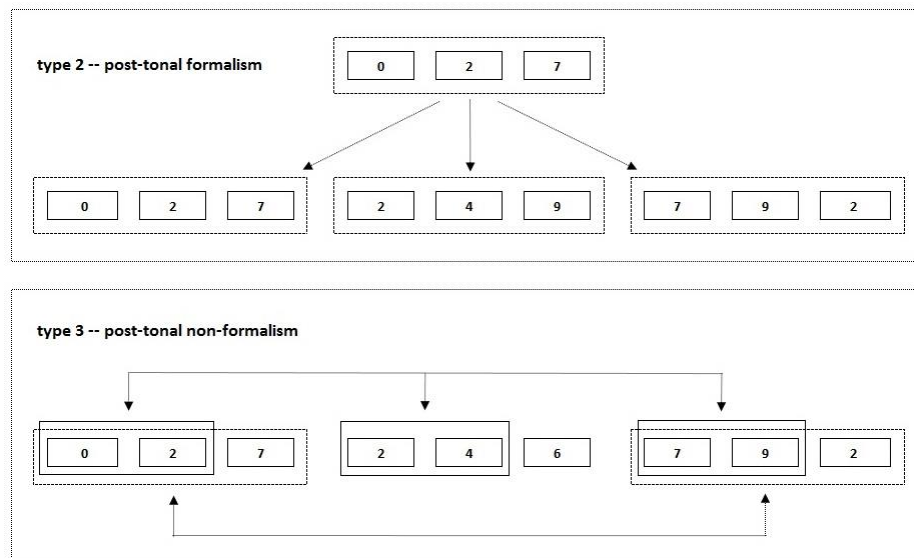 type 2 -- post-tonal formalism
0 2 7
0 2 7 2 4 9 7 9 2
type 3 -- post-tonal non-formalism
0 2 7 2 4 6 7 9 2